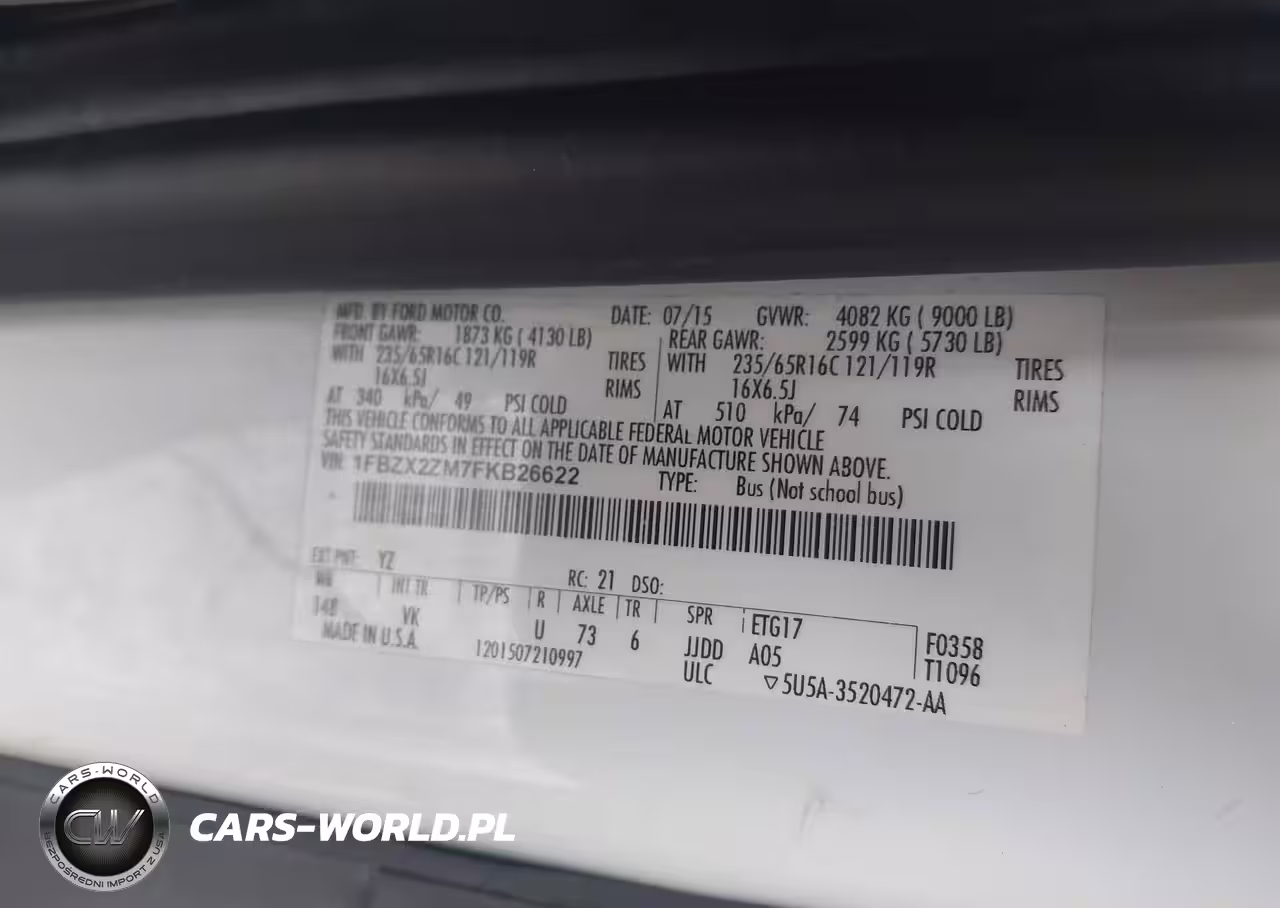 MFD. BY FORD MOTOR CO. DATE: 07/15 GVWR: 4082 KG ( 9000 LB)
FRONT GAWR: 1873 KG ( 4130 LB) REAR GAWR: 2599 KG ( 5730 LB)
WITH 235/65R16C 121/119R TIRES WITH 235/65R16C 121/119R TIRES
16X6.5J RIMS 16X6.5J RIMS
AT 340 kPa/ 49 PSI COLD AT 510 kPa/ 74 PSI COLD
THIS VEHICLE CONFORMS TO ALL APPLICABLE FEDERAL MOTOR VEHICLE
SAFETY STANDARDS IN EFFECT ON THE DATE OF MANUFACTURE SHOWN ABOVE.
VIN: 1FBZX2ZM7FKB26622 TYPE: Bus (Not school bus)
EXT PNT: YZ RC: 21 DSO:
WB INT TR. TP/PS R AXLE TR SPR ETG17 F0358
148 VK U 73 6 JJDD A05 T1096
MADE IN U.S.A. 1201507210997 ULC ▽5U5A-3520472-AA
CARS-WORLD
CW
BEZPOŚREDNI IMPORT Z USA
CARS-WORLD.PL